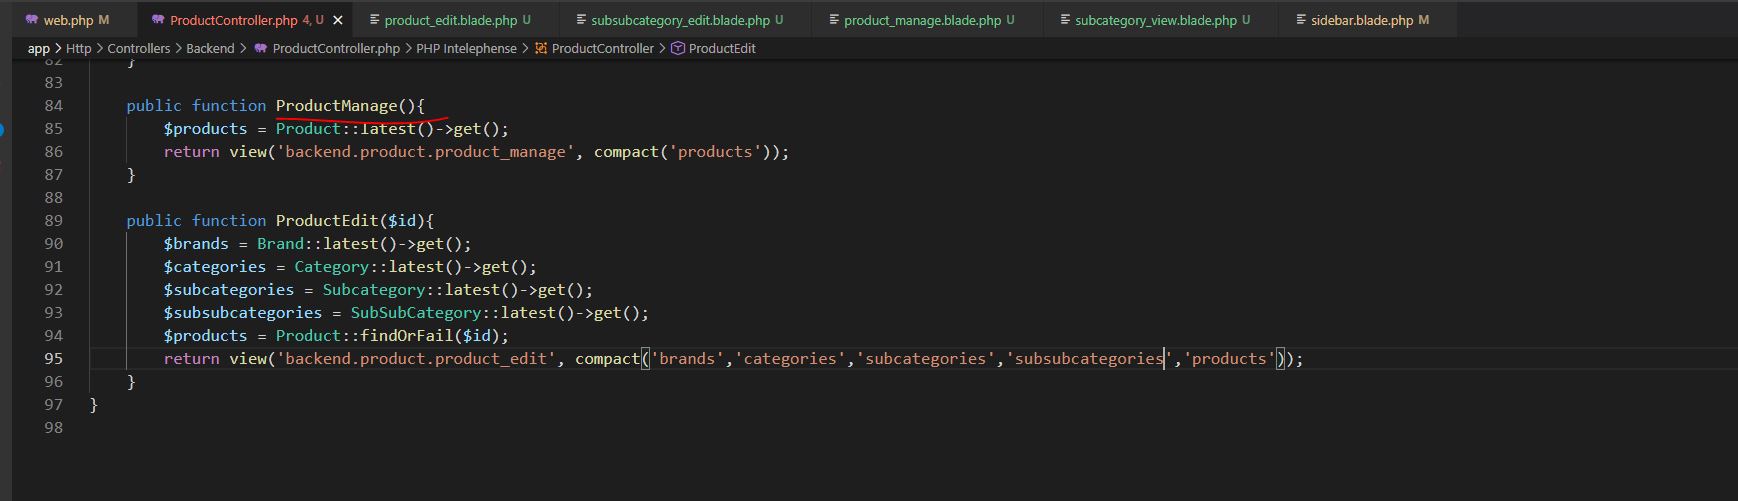 web.php M ProductController.php 4, U product_edit.blade.php U subsubcategory_edit.blade.php U product_manage.blade.php U subcategory_view.blade.php U sidebar.blade.php M
app > Http > Controllers > Backend > ProductController.php > PHP Intelephense > ProductController > ProductEdit
82 }
83
84 public function ProductManage(){
85 $products = Product::latest()->get();
86 return view('backend.product.product_manage', compact('products'));
87 }
88
89 public function ProductEdit($id){
90 $brands = Brand::latest()->get();
91 $categories = Category::latest()->get();
92 $subcategories = Subcategory::latest()->get();
93 $subsubcategories = SubSubCategory::latest()->get();
94 $products = Product::findOrFail($id);
95 return view('backend.product.product_edit', compact('brands','categories','subcategories','subsubcategories','products'));
96 }
97 }
98